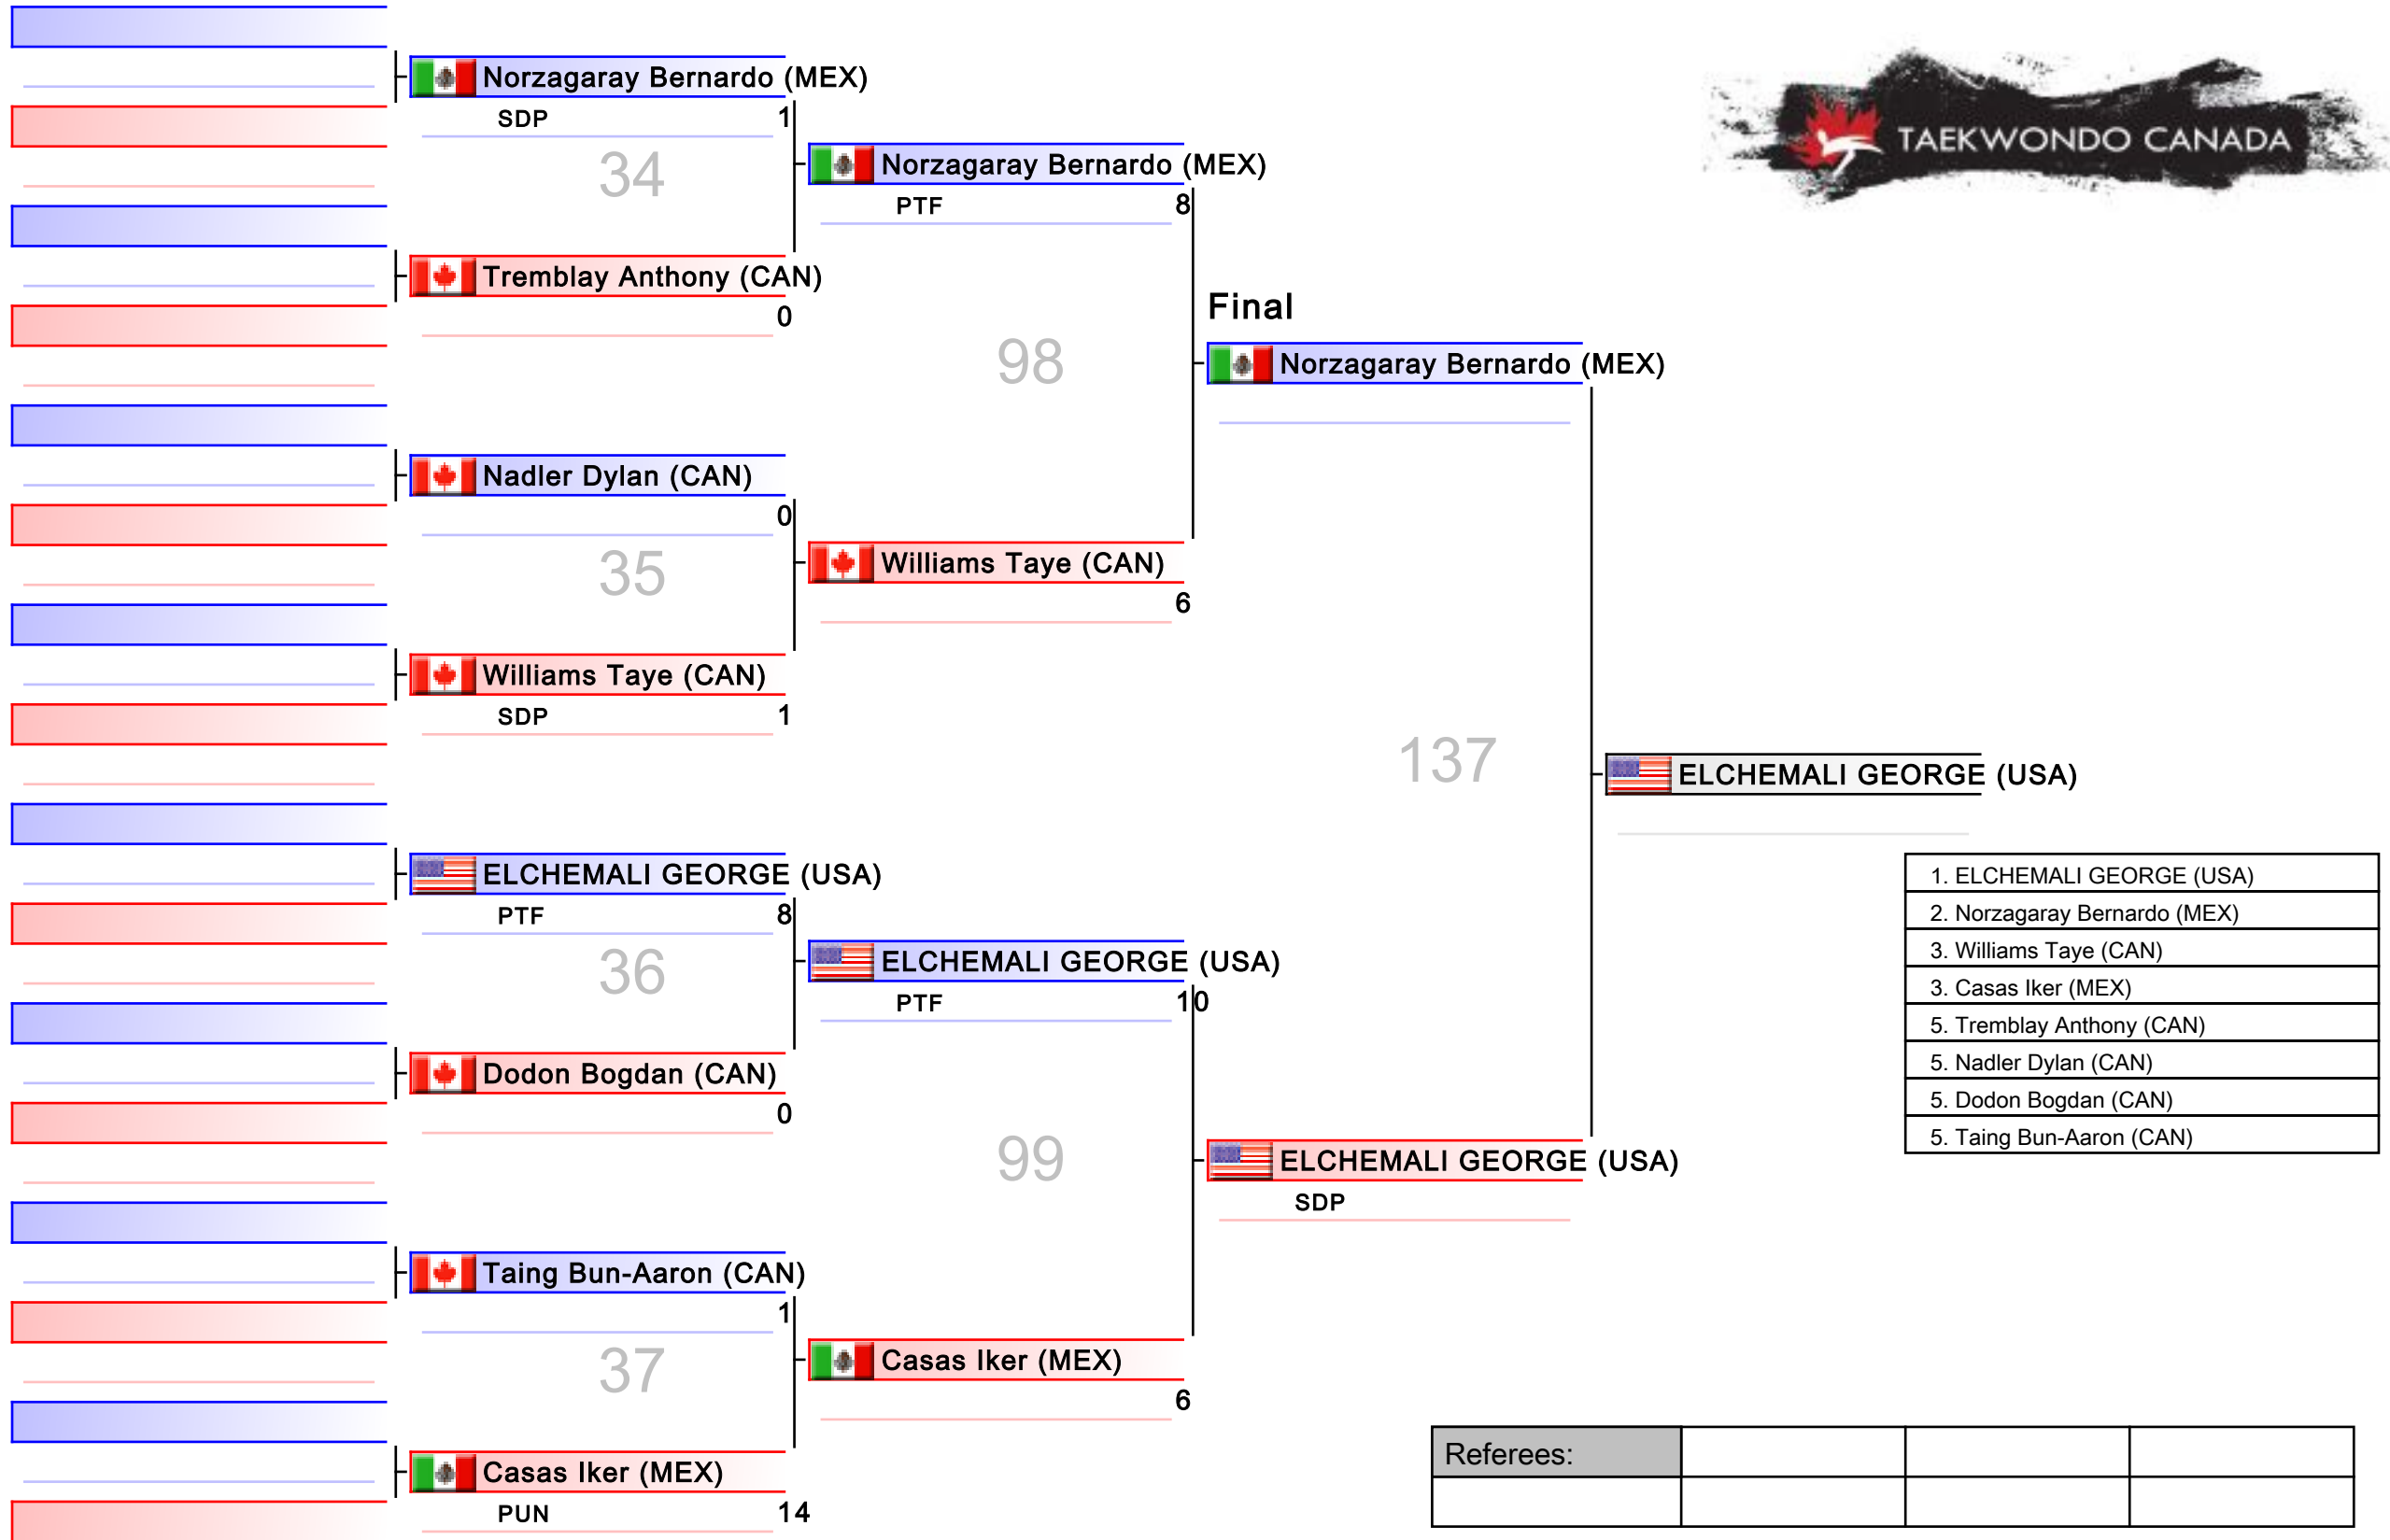 Norzagaray Bernardo (MEX)
SDP 1
34
Tremblay Anthony (CAN)
0
Nadler Dylan (CAN)
0
35
Williams Taye (CAN)
SDP 1
ELCHEMALI GEORGE (USA)
PTF 8
36
Dodon Bogdan (CAN)
0
Taing Bun-Aaron (CAN)
1
37
Casas Iker (MEX)
PUN 14
Norzagaray Bernardo (MEX)
PTF 8
98
Williams Taye (CAN)
6
ELCHEMALI GEORGE (USA)
PTF 10
99
Casas Iker (MEX)
6
Final
Norzagaray Bernardo (MEX)
137
ELCHEMALI GEORGE (USA)
SDP
ELCHEMALI GEORGE (USA)
TAEKWONDO CANADA
1. ELCHEMALI GEORGE (USA)
2. Norzagaray Bernardo (MEX)
3. Williams Taye (CAN)
3. Casas Iker (MEX)
5. Tremblay Anthony (CAN)
5. Nadler Dylan (CAN)
5. Dodon Bogdan (CAN)
5. Taing Bun-Aaron (CAN)
Referees: